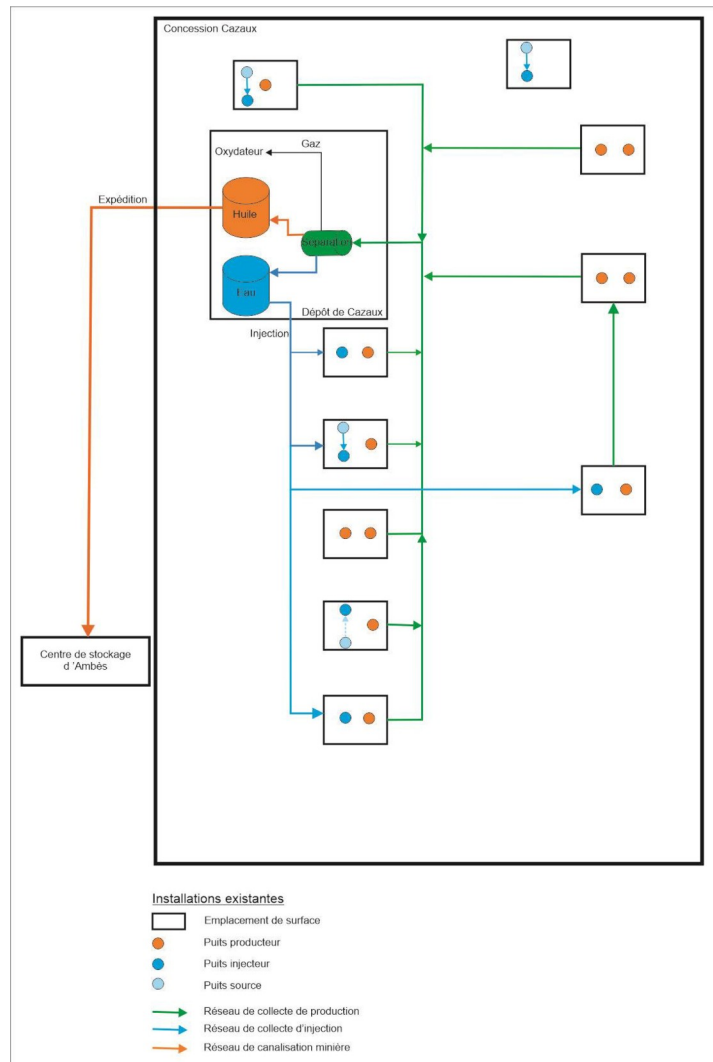 Concession Cazaux
Gaz
Oxydateur
Expédition
Huile
Séparation
Eau
Dépôt de Cazaux
Injection
Centre de stockage
d 'Ambès
Installations existantes
Emplacement de surface
Puits producteur
Puits injecteur
Puits source
Réseau de collecte de production
Réseau de collecte d'injection
Réseau de canalisation minière